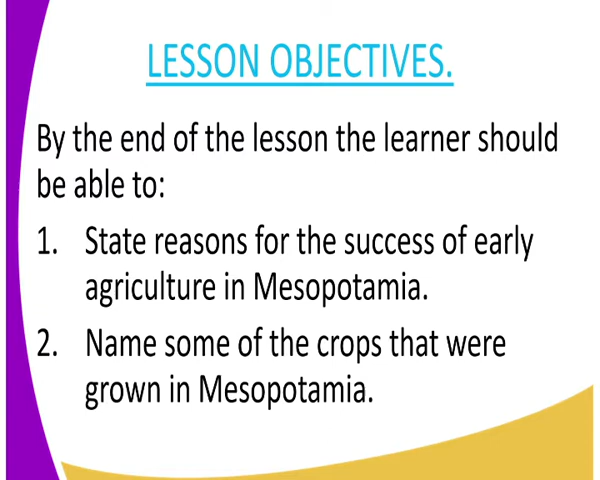 LESSON OBJECTIVES.
By the end of the lesson the learner should
be able to:
1. State reasons for the success of early
agriculture in Mesopotamia.
2. Name some of the crops that were
grown in Mesopotamia.